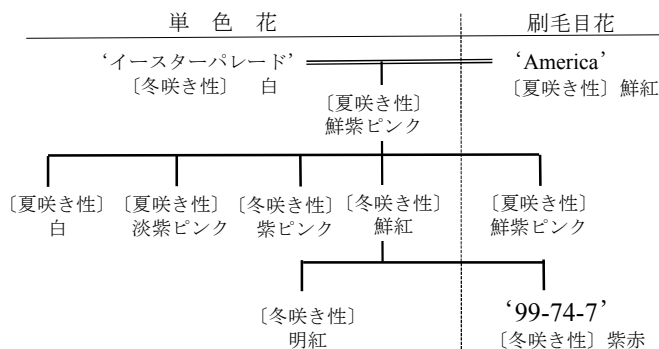 単色花 刷毛目花
‘イースターパレード’ ‘America’
〔冬咲き性〕 白 〔夏咲き性〕鮮紅
〔夏咲き性〕
鮮紫ピンク
〔夏咲き性〕 〔夏咲き性〕 〔冬咲き性〕 〔冬咲き性〕 〔夏咲き性〕
白 淡紫ピンク 紫ピンク 鮮紅 鮮紫ピンク
〔冬咲き性〕 ‘99-74-7’
明紅 〔冬咲き性〕紫赤